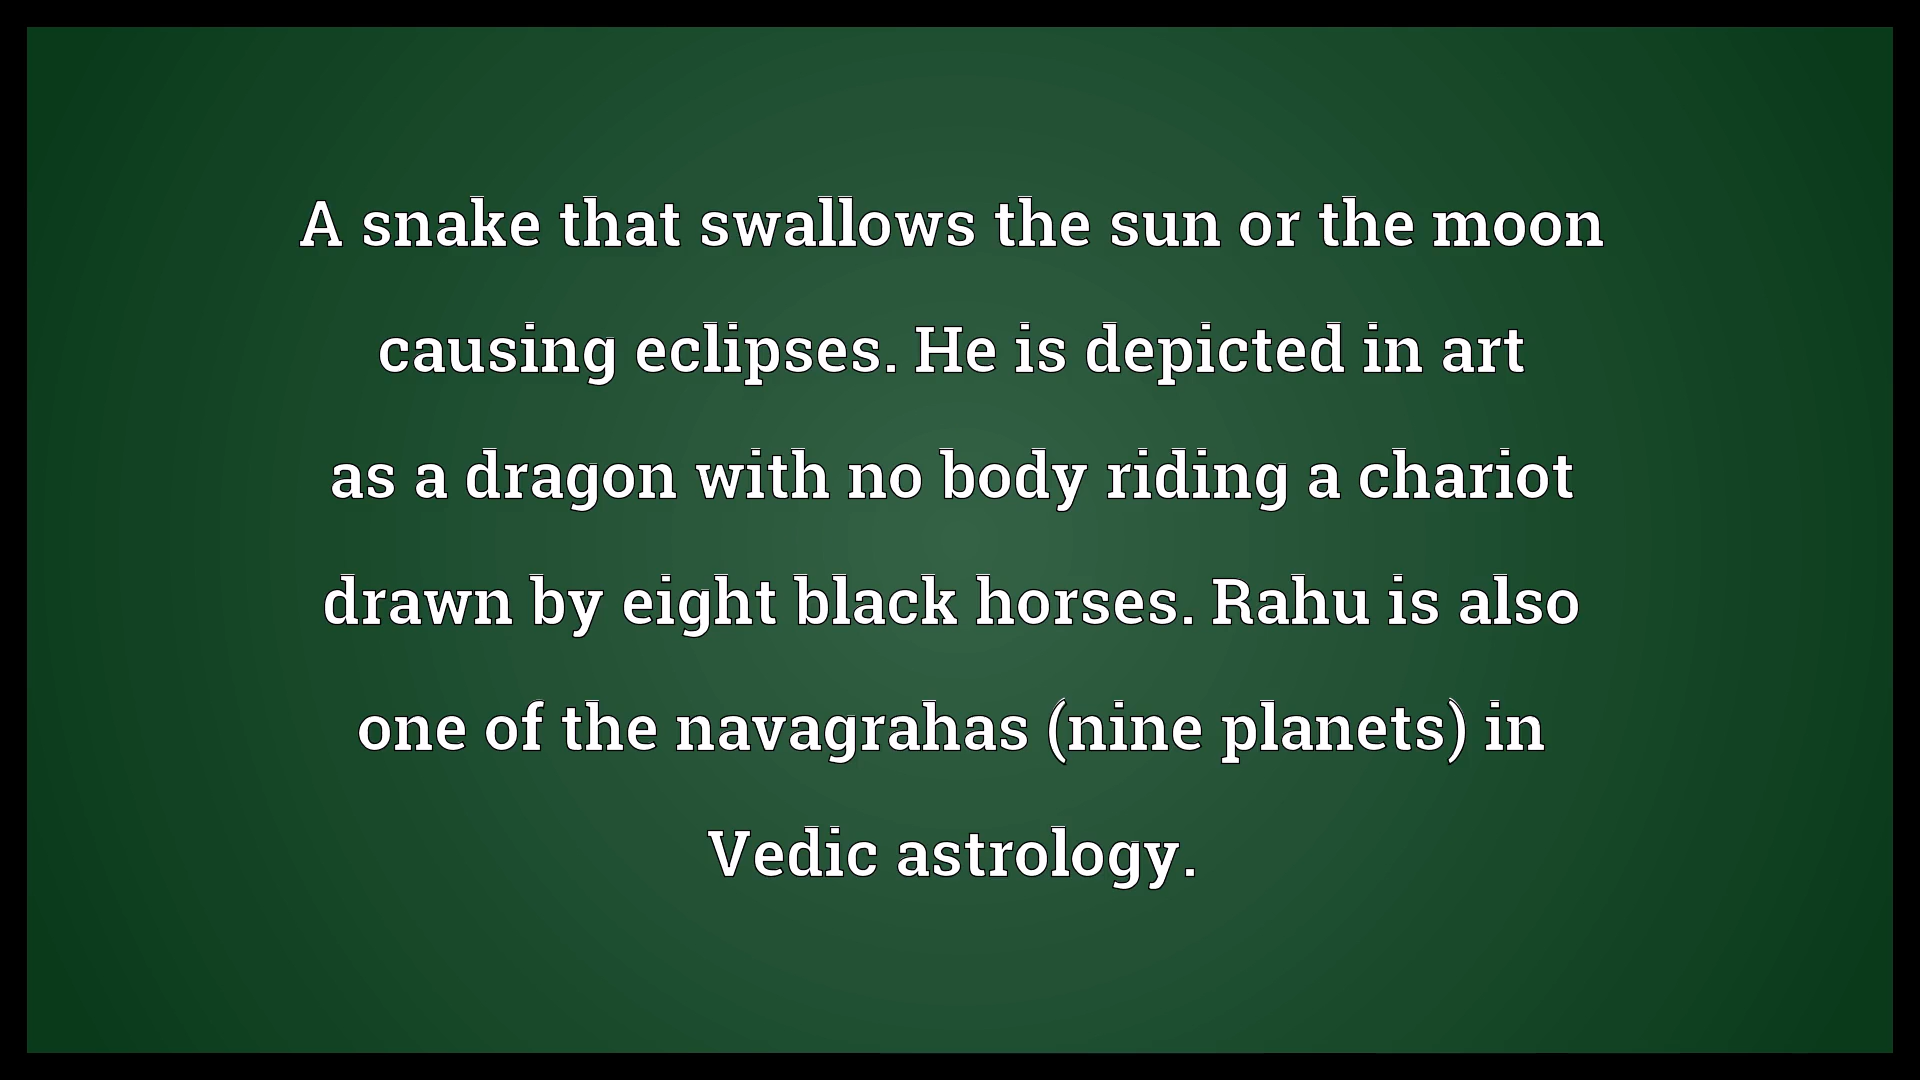 A snake that swallows the sun or the moon
causing eclipses. He is depicted in art
as a dragon with no body riding a chariot
drawn by eight black horses. Rahu is also
one of the navagrahas (nine planets) in
Vedic astrology.